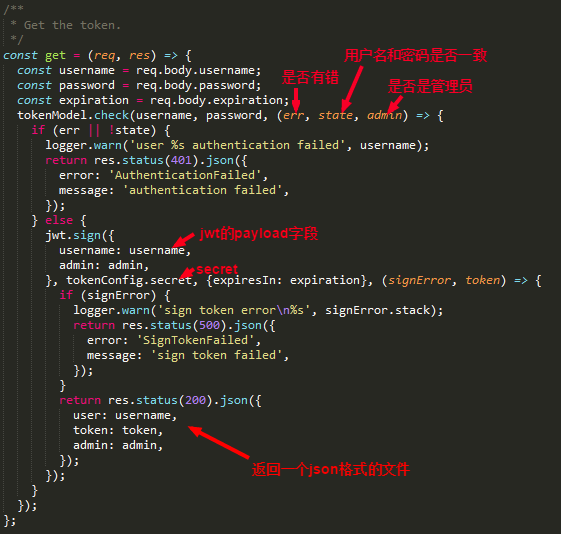 /**
 * Get the token.
 */
const get = (req, res) => {
  const username = req.body.username;
  const password = req.body.password;
  const expiration = req.body.expiration;
  tokenModel.check(username, password, (err, state, admin) => {
    if (err || !state) {
      logger.warn('user %s authentication failed', username);
      return res.status(401).json({
        error: 'AuthenticationFailed',
        message: 'authentication failed',
      });
    } else {
      jwt.sign({
        username: username,
        admin: admin,
      }, tokenConfig.secret, {expiresIn: expiration}, (signError, token) => {
        if (signError) {
          logger.warn('sign token error\n%s', signError.stack);
          return res.status(500).json({
            error: 'SignTokenFailed',
            message: 'sign token failed',
          });
        }
        return res.status(200).json({
          user: username,
          token: token,
          admin: admin,
        });
      });
    }
  });
};
用户名和密码是否一致
是否有错
是否是管理员
jwt的payload字段
secret
返回一个json格式的文件